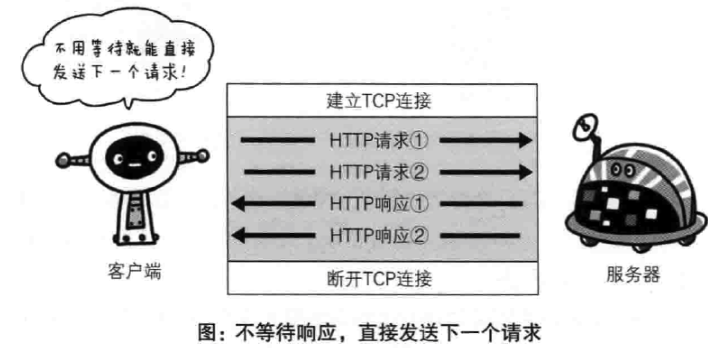 不用等待就能直接
发送下一个请求!
建立TCP连接
HTTP请求①
HTTP请求②
HTTP响应①
HTTP响应②
断开TCP连接
客户端
服务器
图:不等待响应,直接发送下一个请求